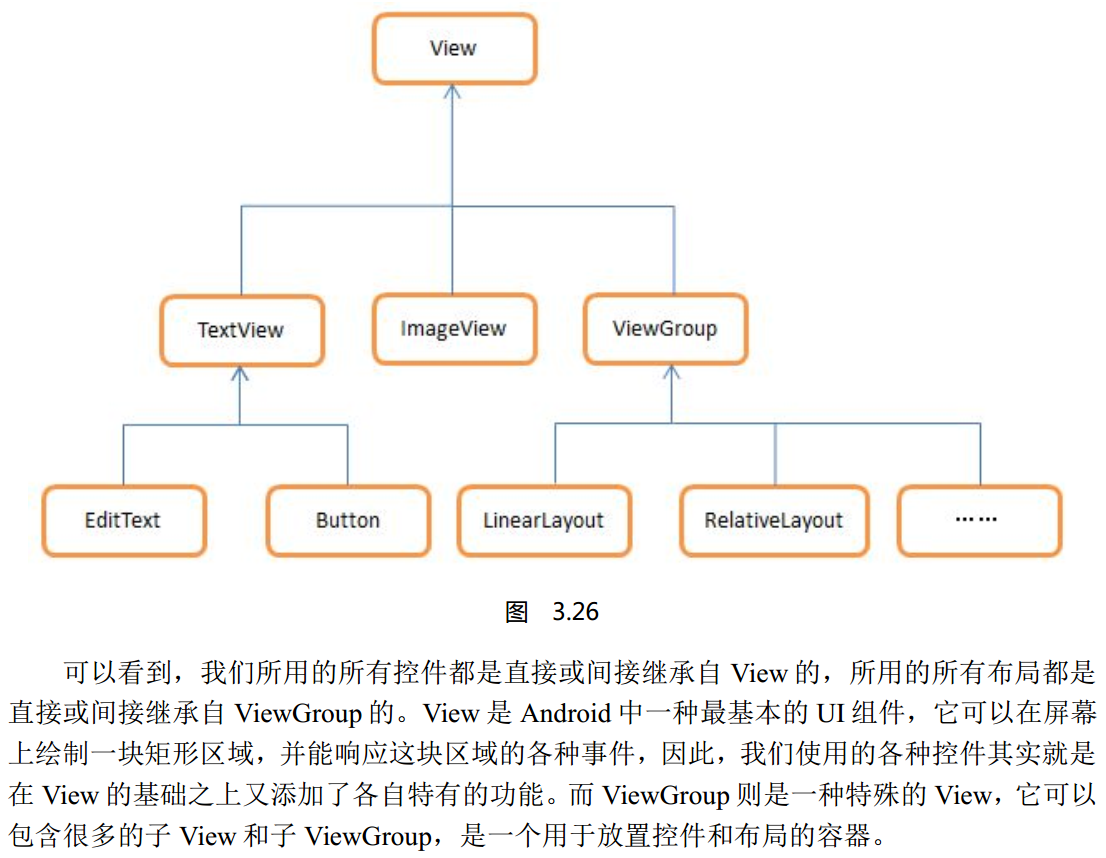 View
TextView
ImageView
ViewGroup
EditText
Button
LinearLayout
RelativeLayout
……
图 3.26
可以看到，我们所用的所有控件都是直接或间接继承自 View 的，所用的所有布局都是
直接或间接继承自 ViewGroup 的。View 是 Android 中一种最基本的 UI 组件，它可以在屏幕
上绘制一块矩形区域，并能响应这块区域的各种事件，因此，我们使用的各种控件其实就是
在 View 的基础之上又添加了各自特有的功能。而 ViewGroup 则是一种特殊的 View，它可以
包含很多的子 View 和子 ViewGroup，是一个用于放置控件和布局的容器。